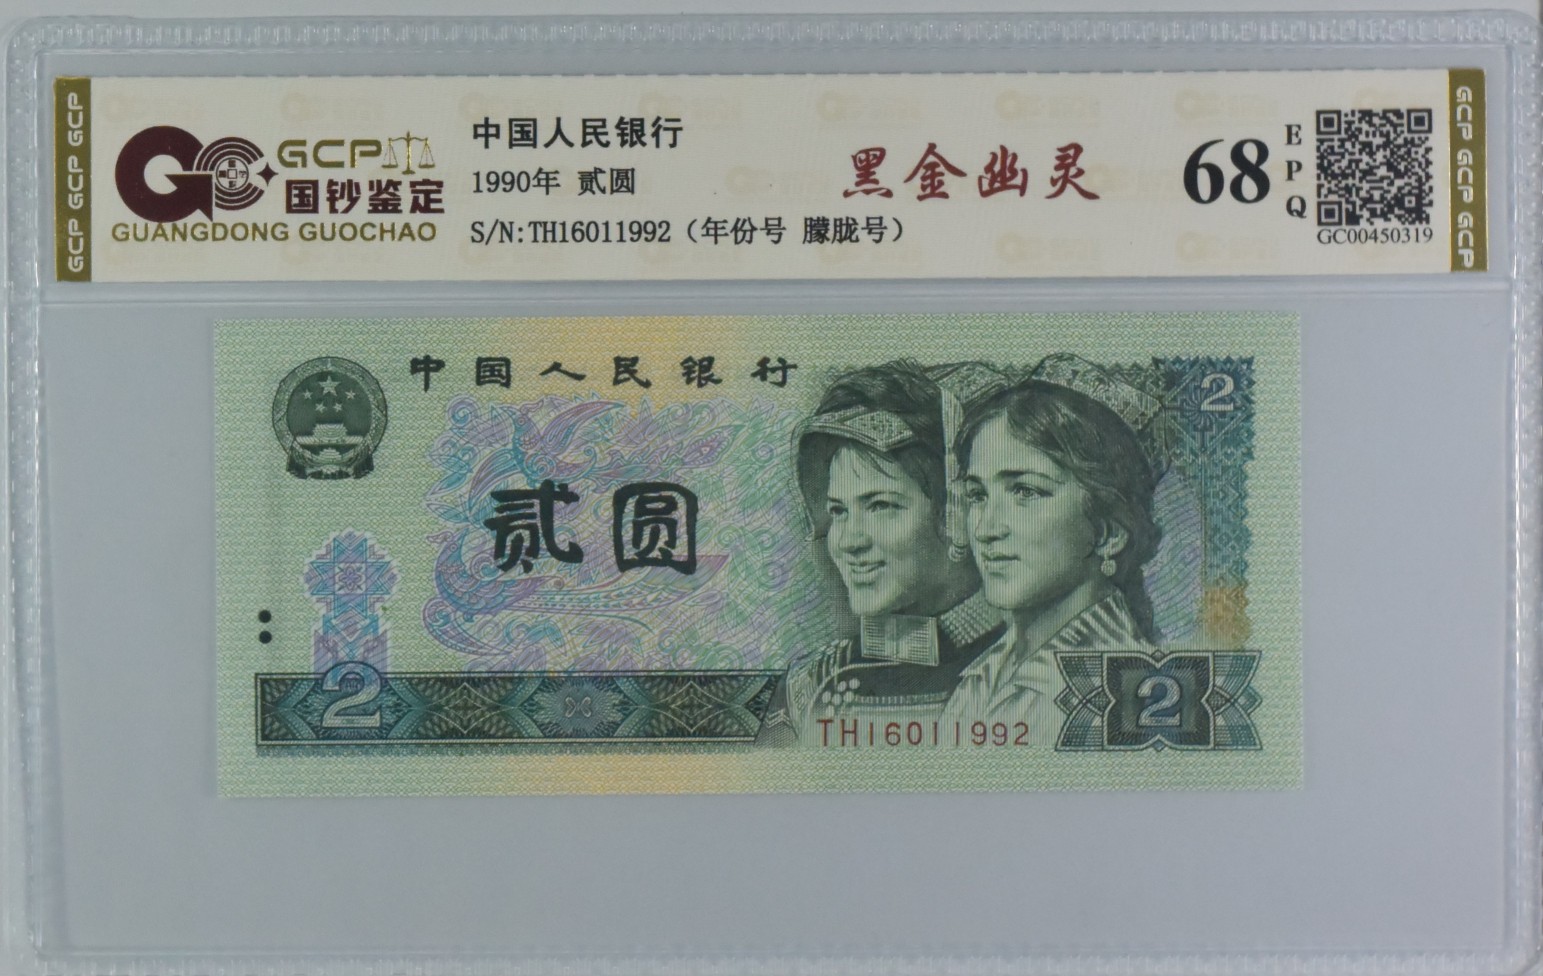 GCP GCP GCP
GCP
国钞鉴定
GUANGDONG GUOCHAO
中国人民银行
1990年 贰圆
S/N:TH16011992（年份号 朦胧号）
黑金幽灵
68
EPQ
GC00450319
GCP GCP GCP
中国人民银行
2
贰圆
2
2
TH16011992